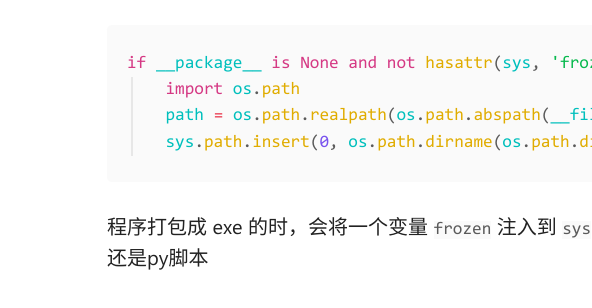 if __package__ is None and not hasattr(sys, 'fro
import os.path
path = os.path.realpath(os.path.abspath(__fi
sys.path.insert(0, os.path.dirname(os.path.di
程序打包成 exe 的时，会将一个变量 frozen 注入到 sys
还是py脚本